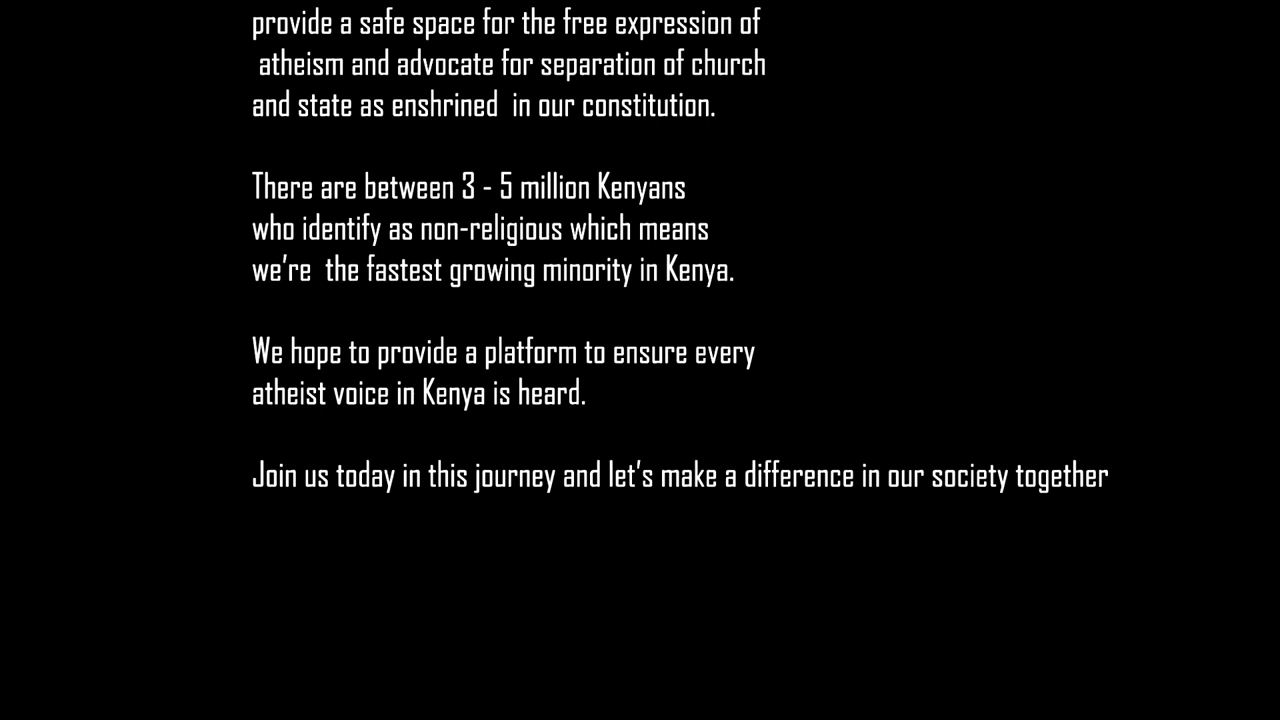 provide a safe space for the free expression of
atheism and advocate for separation of church
and state as enshrined  in our constitution.
There are between 3 - 5 million Kenyans
who identify as non-religious which means
we're  the fastest growing minority in Kenya.
We hope to provide a platform to ensure every
atheist voice in Kenya is heard.
Join us today in this journey and let's make a difference in our society together